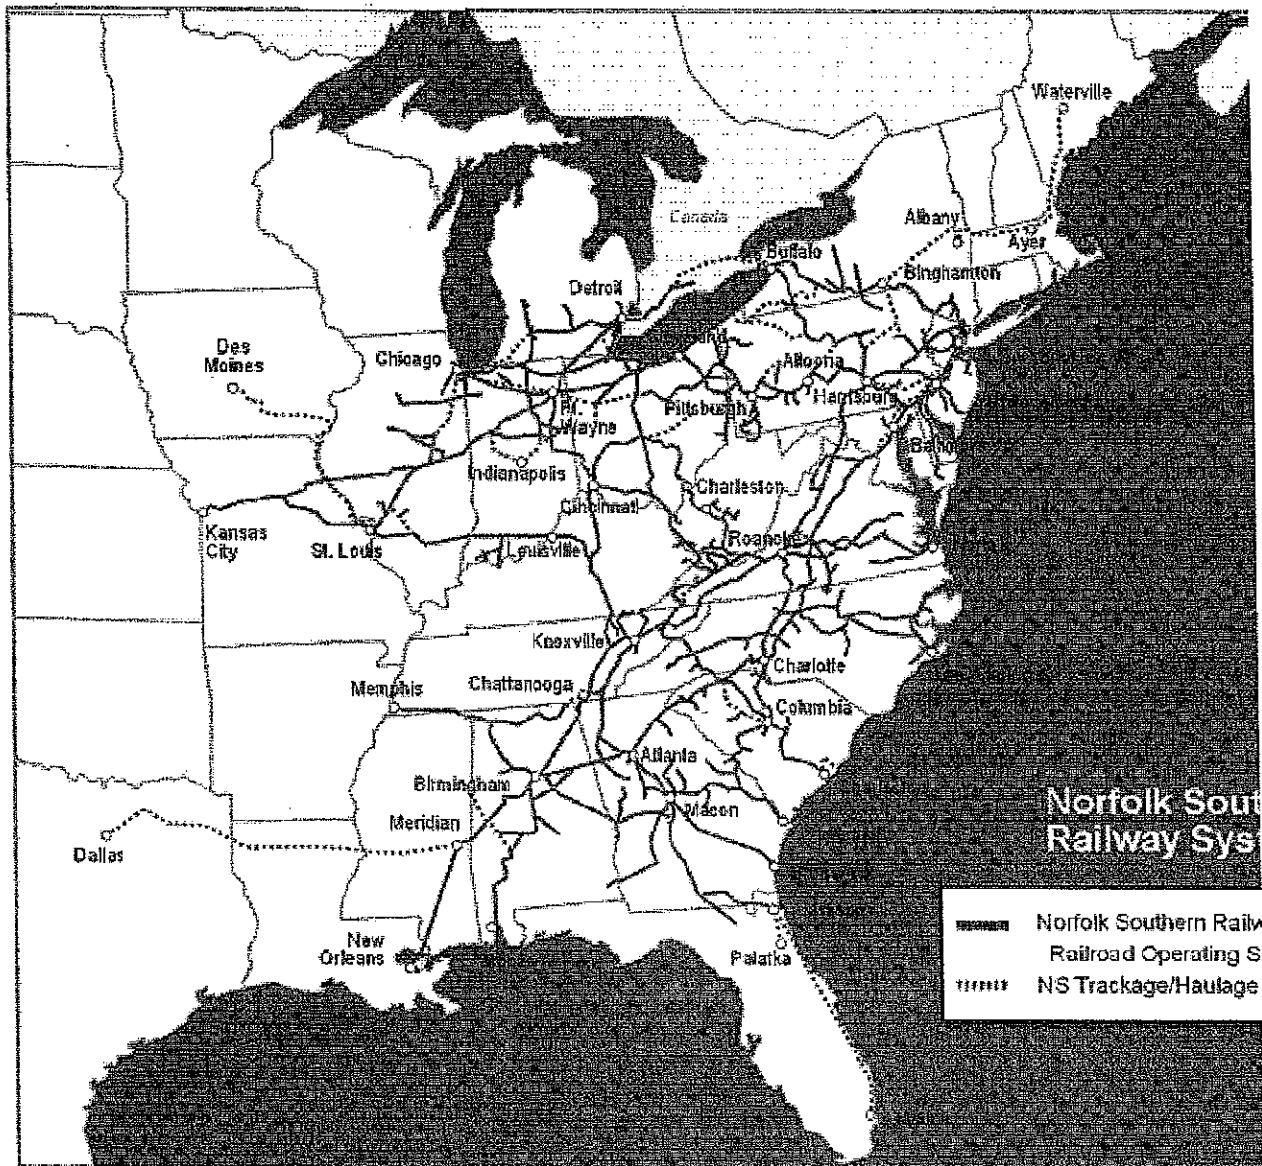 Waterville
Canada
Albany
Ayer
Buffalo
Binghamton
Detroit
Des
Moines
Chicago
Altoona
Harrisburg
Pittsburgh
Ft.
Wayne
Indianapolis
Charleston
Cincinnati
Kansas
City
St. Louis
Louisville
Roanoke
Knoxville
Charlotte
Chattanooga
Memphis
Columbia
Atlanta
Birmingham
Macon
Meridian
Dallas
Norfolk Sout
Railway Sys
New
Orleans
Palatka
Norfolk Southern Railw
Railroad Operating S
NS Trackage/Haulage